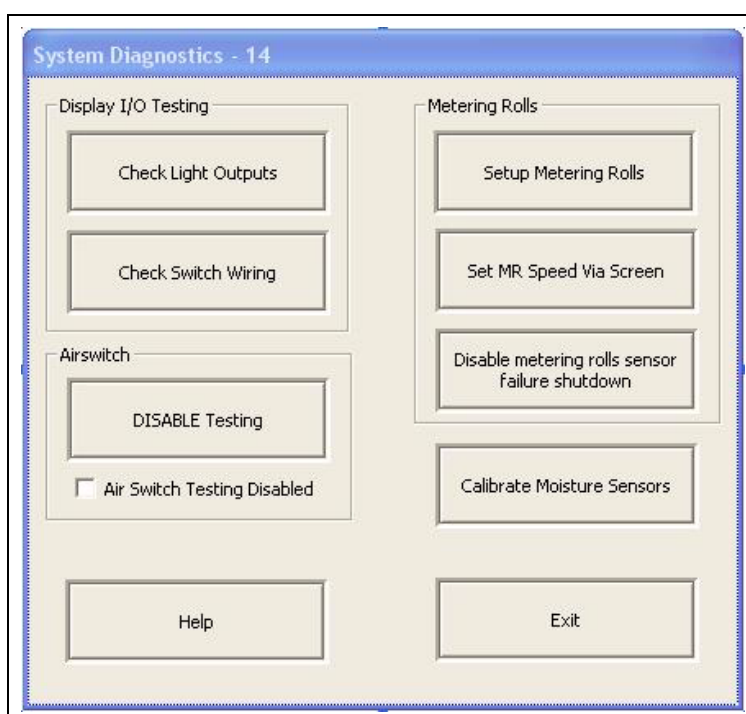 System Diagnostics - 14
Display I/O Testing
Check Light Outputs
Check Switch Wiring
Airswitch
DISABLE Testing
Air Switch Testing Disabled
Help
Metering Rolls
Setup Metering Rolls
Set MR Speed Via Screen
Disable metering rolls sensor
failure shutdown
Calibrate Moisture Sensors
Exit